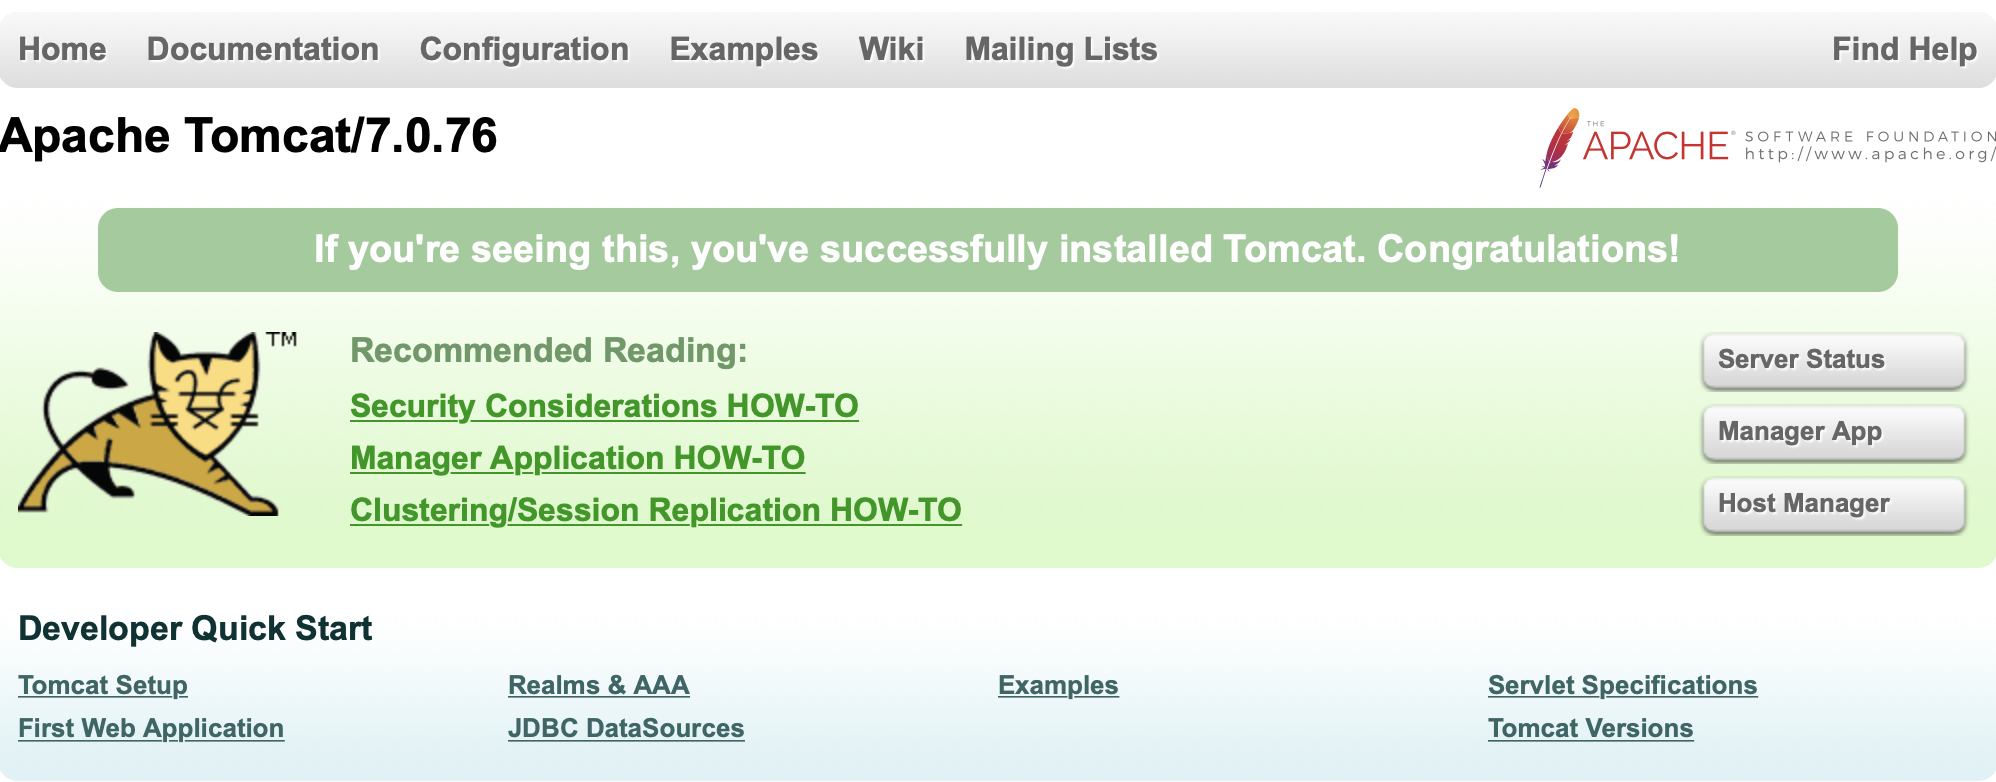 Home Documentation Configuration Examples Wiki Mailing Lists Find Help
Apache Tomcat/7.0.76
THE
APACHE® SOFTWARE FOUNDATION
http://www.apache.org/
If you're seeing this, you've successfully installed Tomcat. Congratulations!
TM
Recommended Reading:
Security Considerations HOW-TO
Manager Application HOW-TO
Clustering/Session Replication HOW-TO
Server Status
Manager App
Host Manager
Developer Quick Start
Tomcat Setup
First Web Application
Realms & AAA
JDBC DataSources
Examples
Servlet Specifications
Tomcat Versions